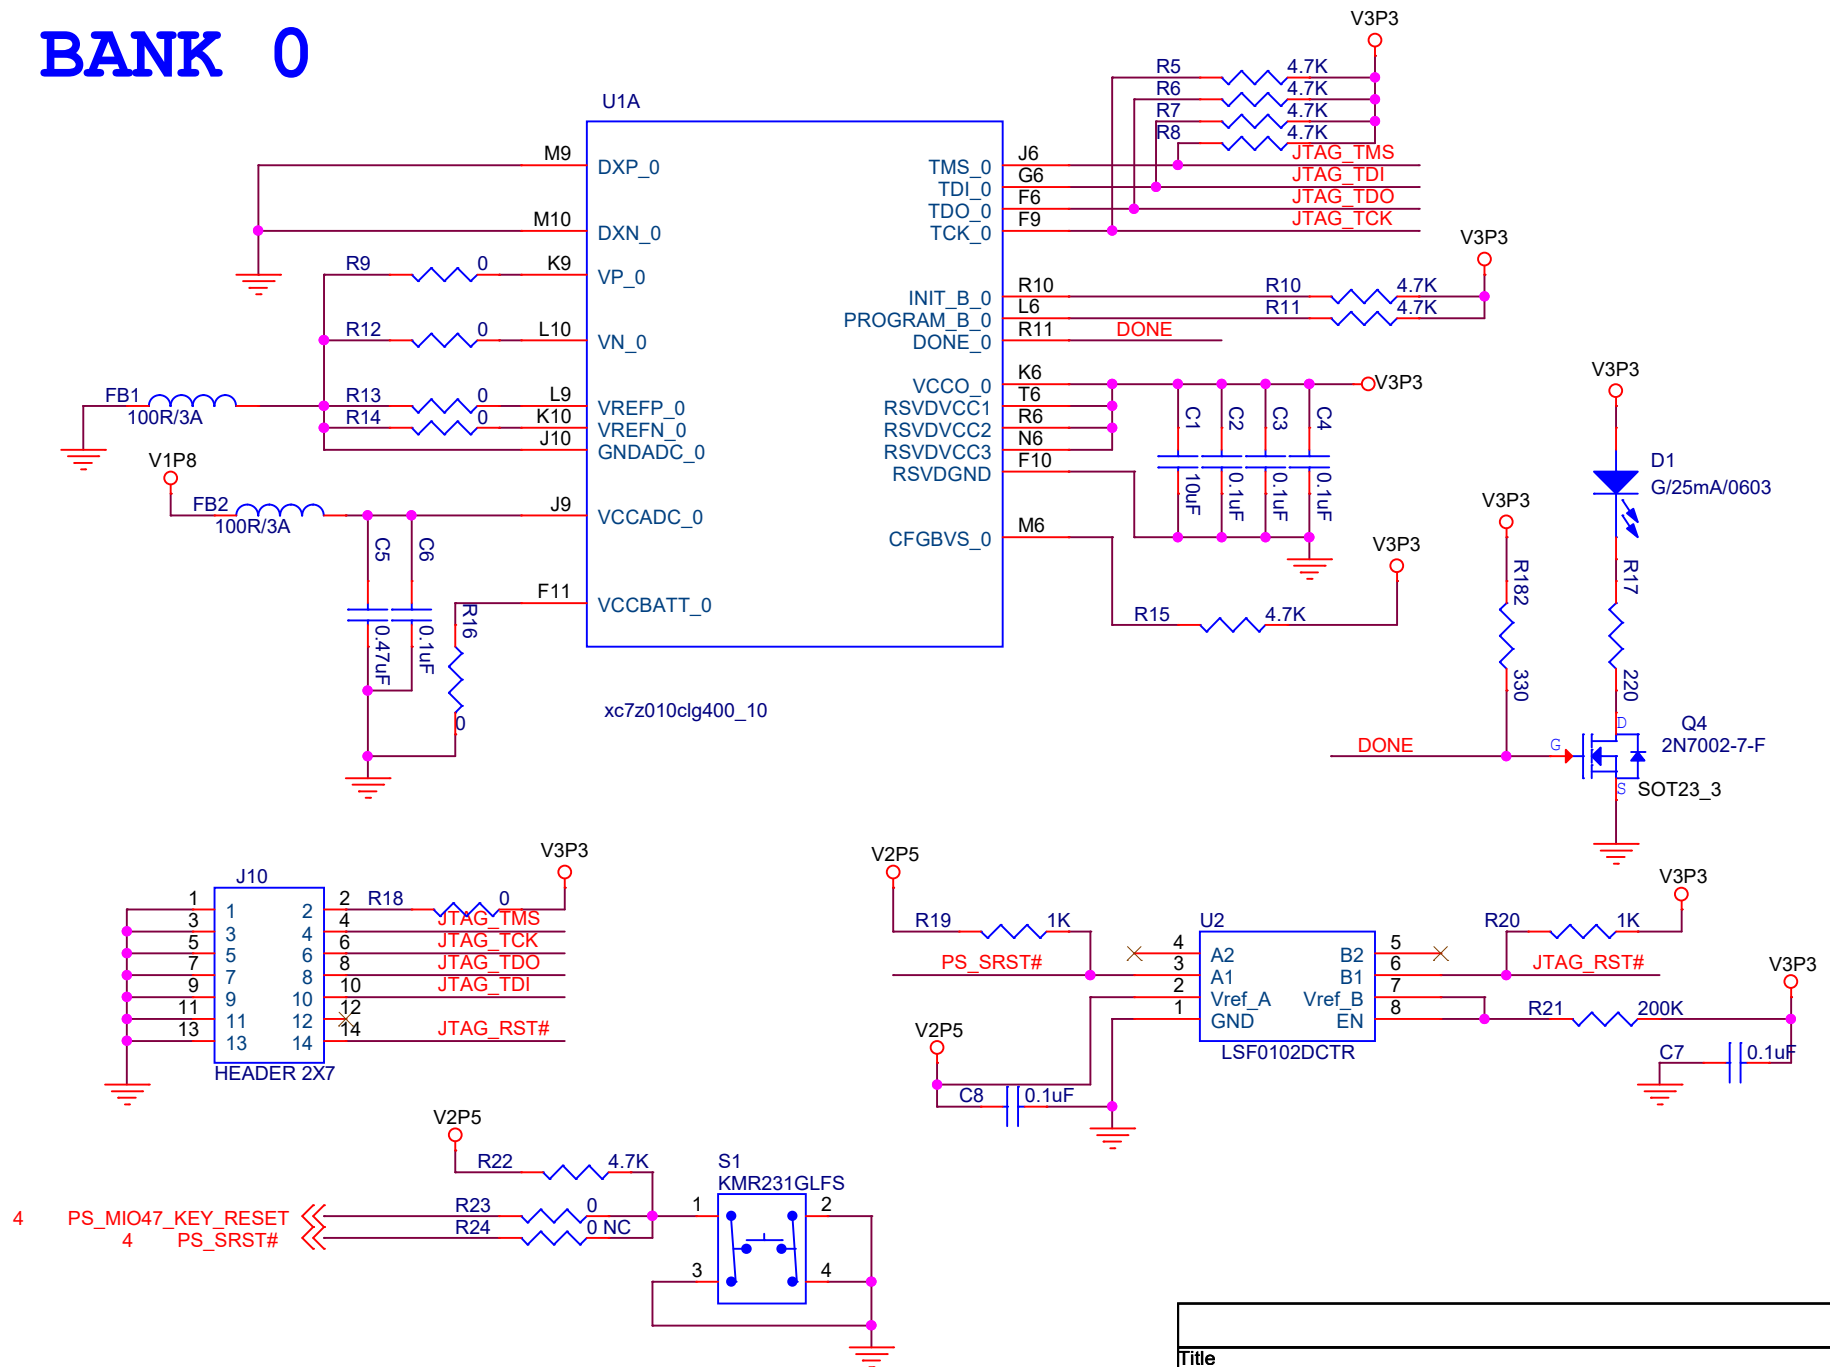 BANK 0
U1A
M9 DXP_0
M10 DXN_0
R9 0 K9 VP_0
R12 0 L10 VN_0
FB1 100R/3A
R13 0 L9 VREFP_0
R14 0 K10 VREFN_0
J10 GNDADC_0
V1P8
FB2 100R/3A
J9 VCCADC_0
C5 0.47uF
C6 0.1uF
F11 VCCBATT_0
R16 0
xc7z010clg400_10
V3P3
R5 4.7K
R6 4.7K
R7 4.7K
R8 4.7K
TMS_0 J6 JTAG_TMS
TDI_0 G6 JTAG_TDI
TDO_0 F6 JTAG_TDO
TCK_0 F9 JTAG_TCK
V3P3
INIT_B_0 R10 R10 4.7K
PROGRAM_B_0 L6 R11 4.7K
DONE_0 R11 DONE
VCCO_0 K6 V3P3
RSVDVCC1 T6
RSVDVCC2 R6
RSVDVCC3 N6
RSVDGND F10
C1 10uF
C2 0.1uF
C3 0.1uF
C4 0.1uF
CFGBVS_0 M6
V3P3
R15 4.7K
V3P3
D1
G/25mA/0603
V3P3
R182 330
R17 220
DONE
G
D
S
Q4
2N7002-7-F
SOT23_3
J10
V3P3
1 1 2 2 R18 0
3 3 4 4 JTAG_TMS
5 5 6 6 JTAG_TCK
7 7 8 8 JTAG_TDO
9 9 10 10 JTAG_TDI
11 11 12 12
13 13 14 14 JTAG_RST#
HEADER 2X7
V2P5
R19 1K
PS_SRST#
U2
4 A2 B2 5
3 A1 B1 6
2 Vref_A Vref_B 7
1 GND EN 8
LSF0102DCTR
V3P3
R20 1K
JTAG_RST#
V3P3
R21 200K
C7 0.1uF
V2P5
C8 0.1uF
V2P5
R22 4.7K
4 PS_MIO47_KEY_RESET R23 0
4 PS_SRST# R24 0 NC
S1
KMR231GLFS
1 2
3 4
Title